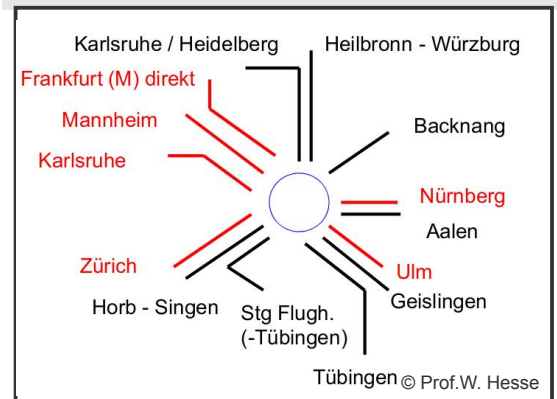 Karlsruhe / Heidelberg
Heilbronn - Würzburg
Frankfurt (M) direkt
Mannheim
Backnang
Karlsruhe
Nürnberg
Aalen
Zürich
Ulm
Horb - Singen
Geislingen
Stg Flugh.
(-Tübingen)
Tübingen
© Prof.W. Hesse